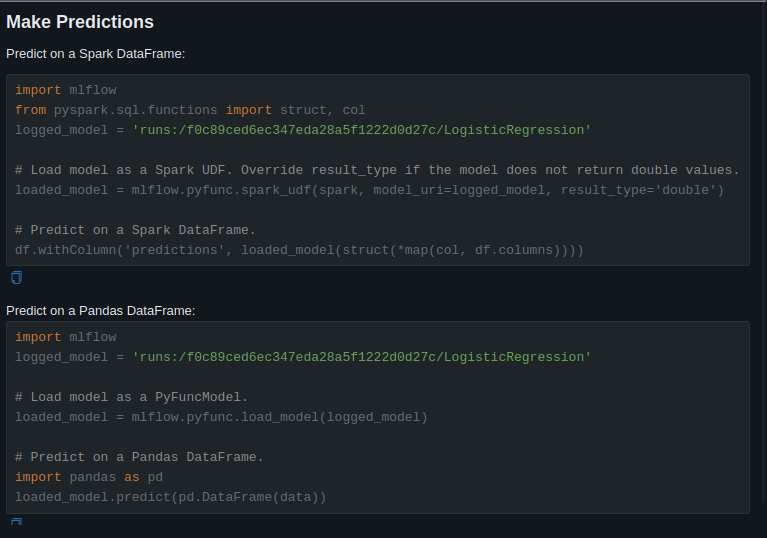 Make Predictions
Predict on a Spark DataFrame:
import mlflow
from pyspark.sql.functions import struct, col
logged_model = 'runs:/f0c89ced6ec347eda28a5f1222d0d27c/LogisticRegression'
# Load model as a Spark UDF. Override result_type if the model does not return double values.
loaded_model = mlflow.pyfunc.spark_udf(spark, model_uri=logged_model, result_type='double')
# Predict on a Spark DataFrame.
df.withColumn('predictions', loaded_model(struct(*map(col, df.columns))))
Predict on a Pandas DataFrame:
import mlflow
logged_model = 'runs:/f0c89ced6ec347eda28a5f1222d0d27c/LogisticRegression'
# Load model as a PyFuncModel.
loaded_model = mlflow.pyfunc.load_model(logged_model)
# Predict on a Pandas DataFrame.
import pandas as pd
loaded_model.predict(pd.DataFrame(data))